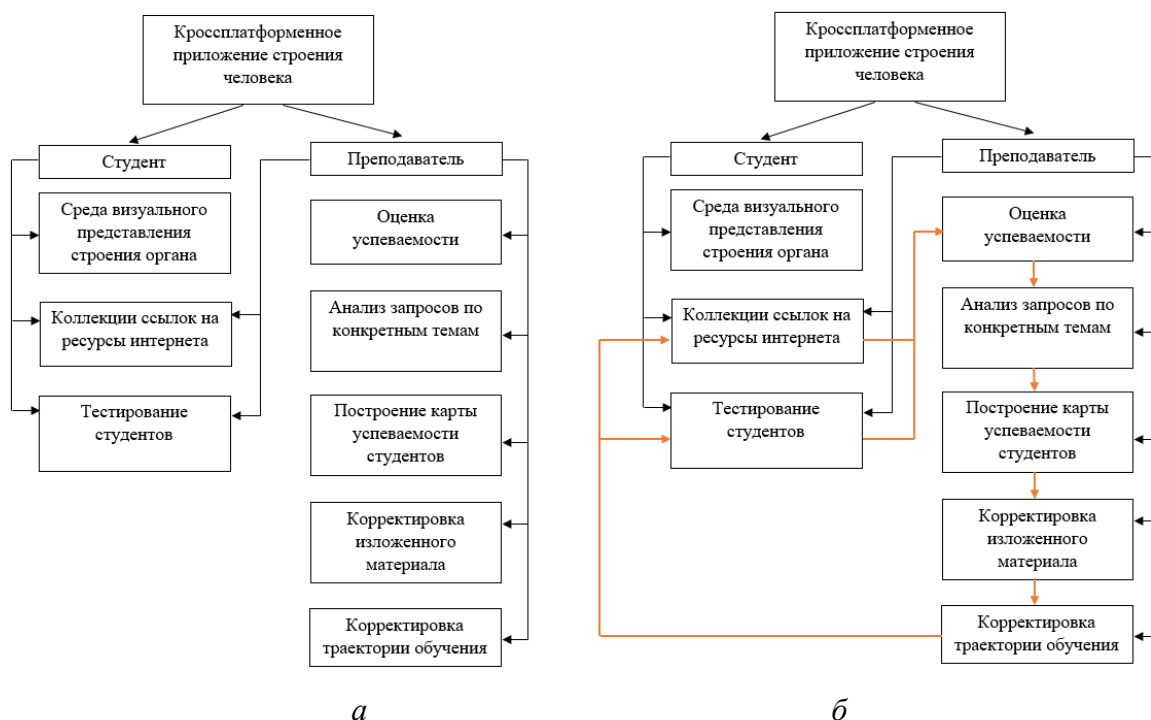 Кроссплатформенное
приложение строения
человека
Студент
Преподаватель
Среда визуального
представления
строения органа
Коллекции ссылок на
ресурсы интернета
Тестирование
студентов
Оценка
успеваемости
Анализ запросов по
конкретным темам
Построение карты
успеваемости
студентов
Корректировка
изложенного
материала
Корректировка
траектории обучения
а
Кроссплатформенное
приложение строения
человека
Студент
Преподаватель
Среда визуального
представления
строения органа
Коллекции ссылок на
ресурсы интернета
Тестирование
студентов
Оценка
успеваемости
Анализ запросов по
конкретным темам
Построение карты
успеваемости
студентов
Корректировка
изложенного
материала
Корректировка
траектории обучения
б